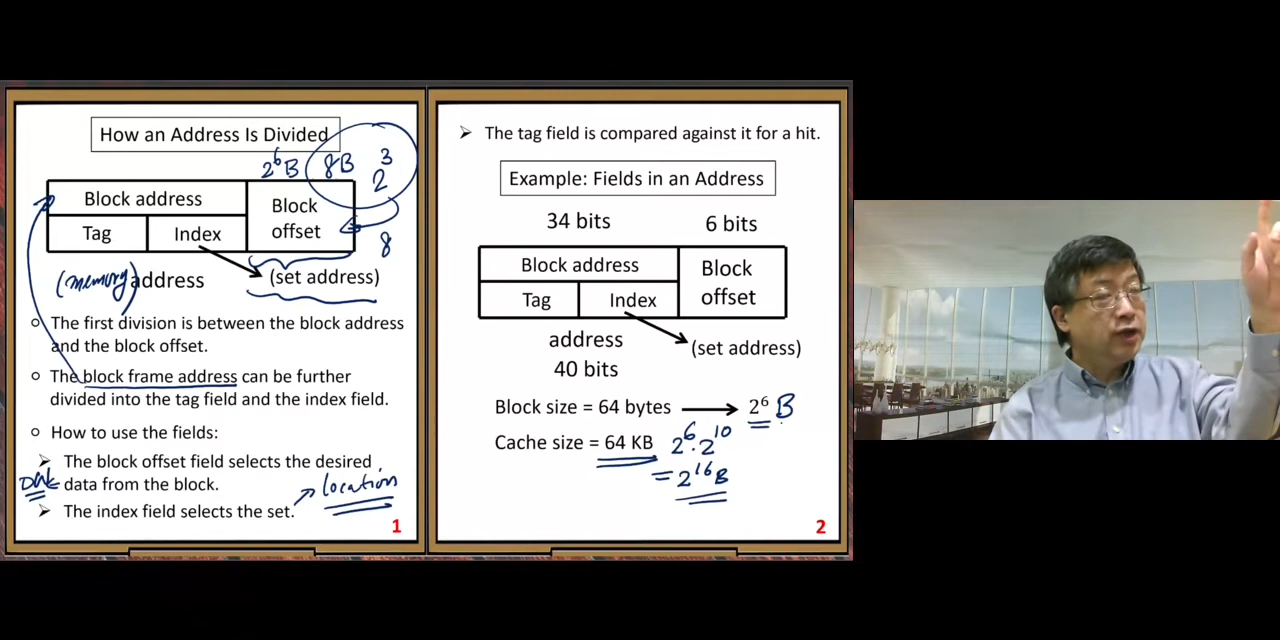 How an Address Is Divided
2⁶B 8B 2³
Block address
Block offset
Tag
Index
8
(memory) address
(set address)
o The first division is between the block address
and the block offset.
o The block frame address can be further
divided into the tag field and the index field.
o How to use the fields:
➢ The block offset field selects the desired
data from the block.
location
➢ The index field selects the set.
1
➢ The tag field is compared against it for a hit.
Example: Fields in an Address
34 bits
6 bits
Block address
Block offset
Tag
Index
address
(set address)
40 bits
Block size = 64 bytes → 2⁶ B
Cache size = 64 KB 2⁶·2¹⁰
= 2¹⁶B
2